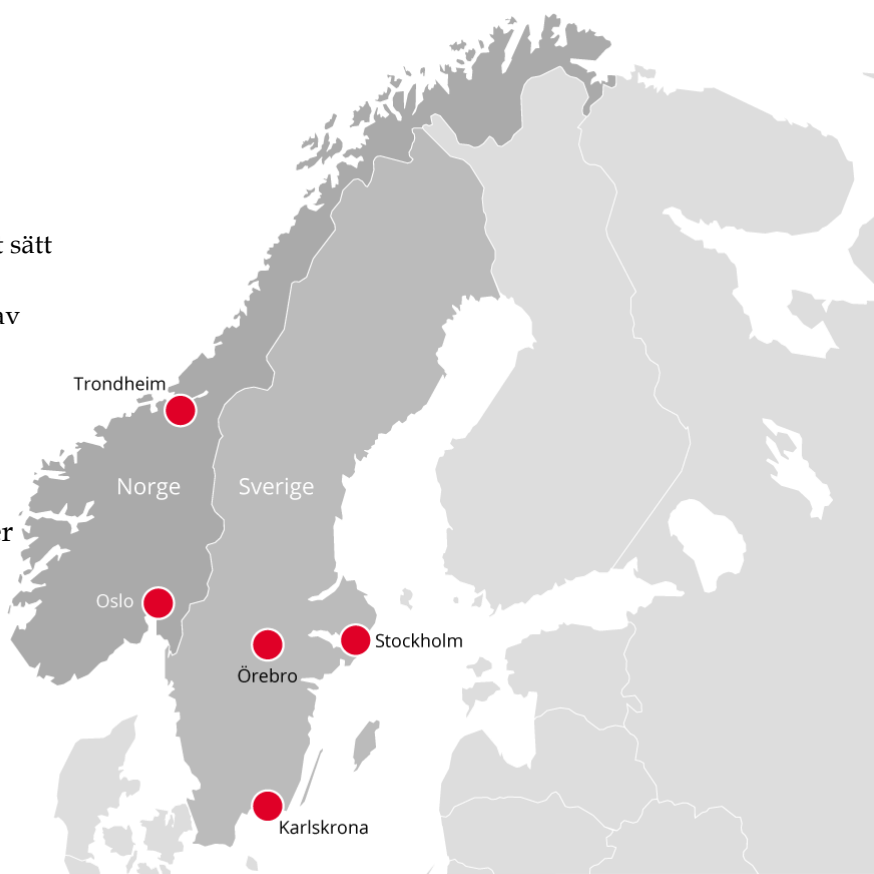 t sätt
av
Trondheim
Norge
Sverige
er
Oslo
Stockholm
Örebro
Karlskrona